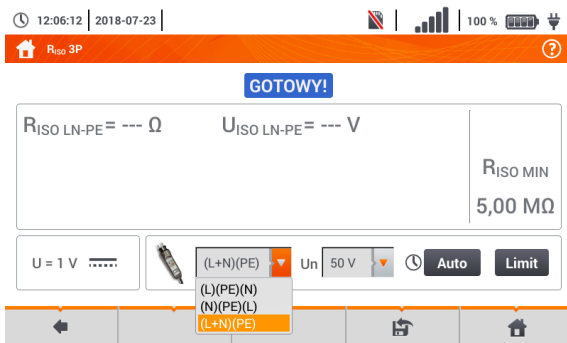 12:06:12 2018-07-23 100 %
RISO 3P ?
GOTOWY!
RISO LN-PE= --- Ω UISO LN-PE= --- V
RISO MIN
5,00 MΩ
U = 1 V (L+N)(PE) Un 50 V Auto Limit
(L)(PE)(N)
(N)(PE)(L)
(L+N)(PE)